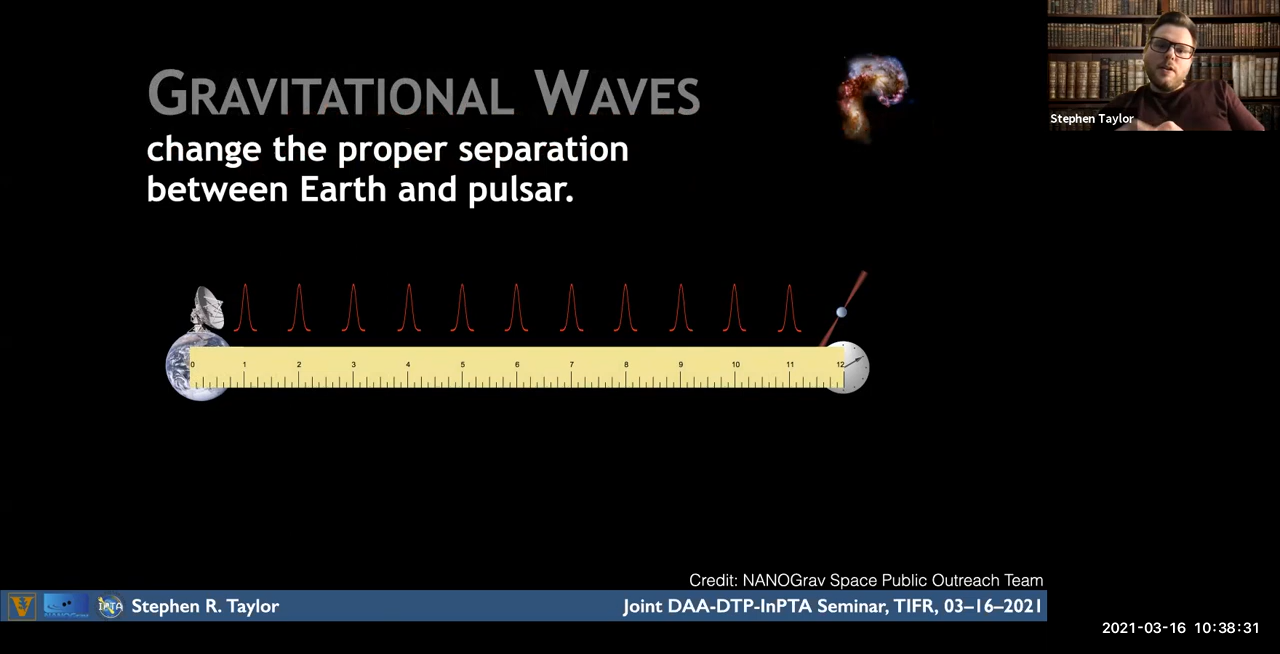 GRAVITATIONAL WAVES
change the proper separation
between Earth and pulsar.
Stephen Taylor
0 1 2 3 4 5 6 7 8 9 10 11 12
Credit: NANOGrav Space Public Outreach Team
V NANOGrav IPTA Stephen R. Taylor Joint DAA-DTP-InPTA Seminar, TIFR, 03–16–2021
2021-03-16 10:38:31